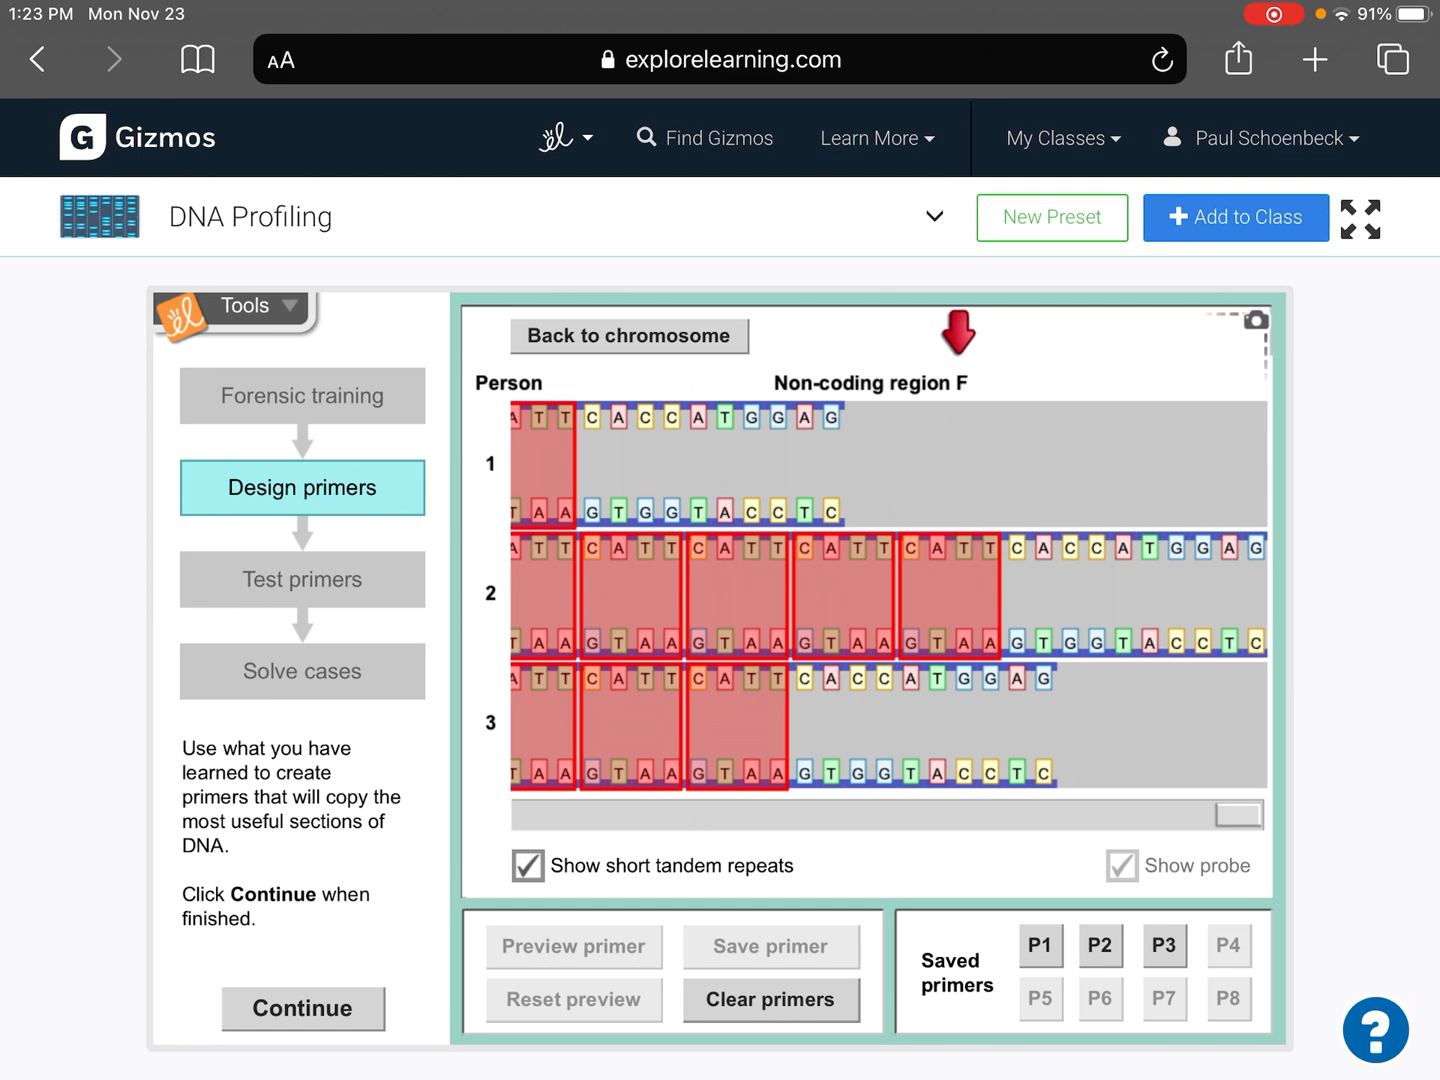 1:23 PM Mon Nov 23
91%
AA
explorelearning.com
G Gizmos
Find Gizmos
Learn More
My Classes
Paul Schoenbeck
DNA Profiling
New Preset
Add to Class
Tools
Forensic training
Design primers
Test primers
Solve cases
Use what you have
learned to create
primers that will copy the
most useful sections of
DNA.
Click Continue when
finished.
Continue
Back to chromosome
Person
Non-coding region F
A T T C A C C A T G G A G
1
T A A G T G G T A C C T C
A T T C A T T C A T T C A T T C A T T C A C C A T G G A G
2
T A A G T A A G T A A G T A A G T A A G T G G T A C C T C
A T T C A T T C A T T C A C C A T G G A G
3
T A A G T A A G T A A G T G G T A C C T C
Show short tandem repeats
Show probe
Preview primer
Save primer
Reset preview
Clear primers
Saved
primers
P1 P2 P3 P4
P5 P6 P7 P8
?